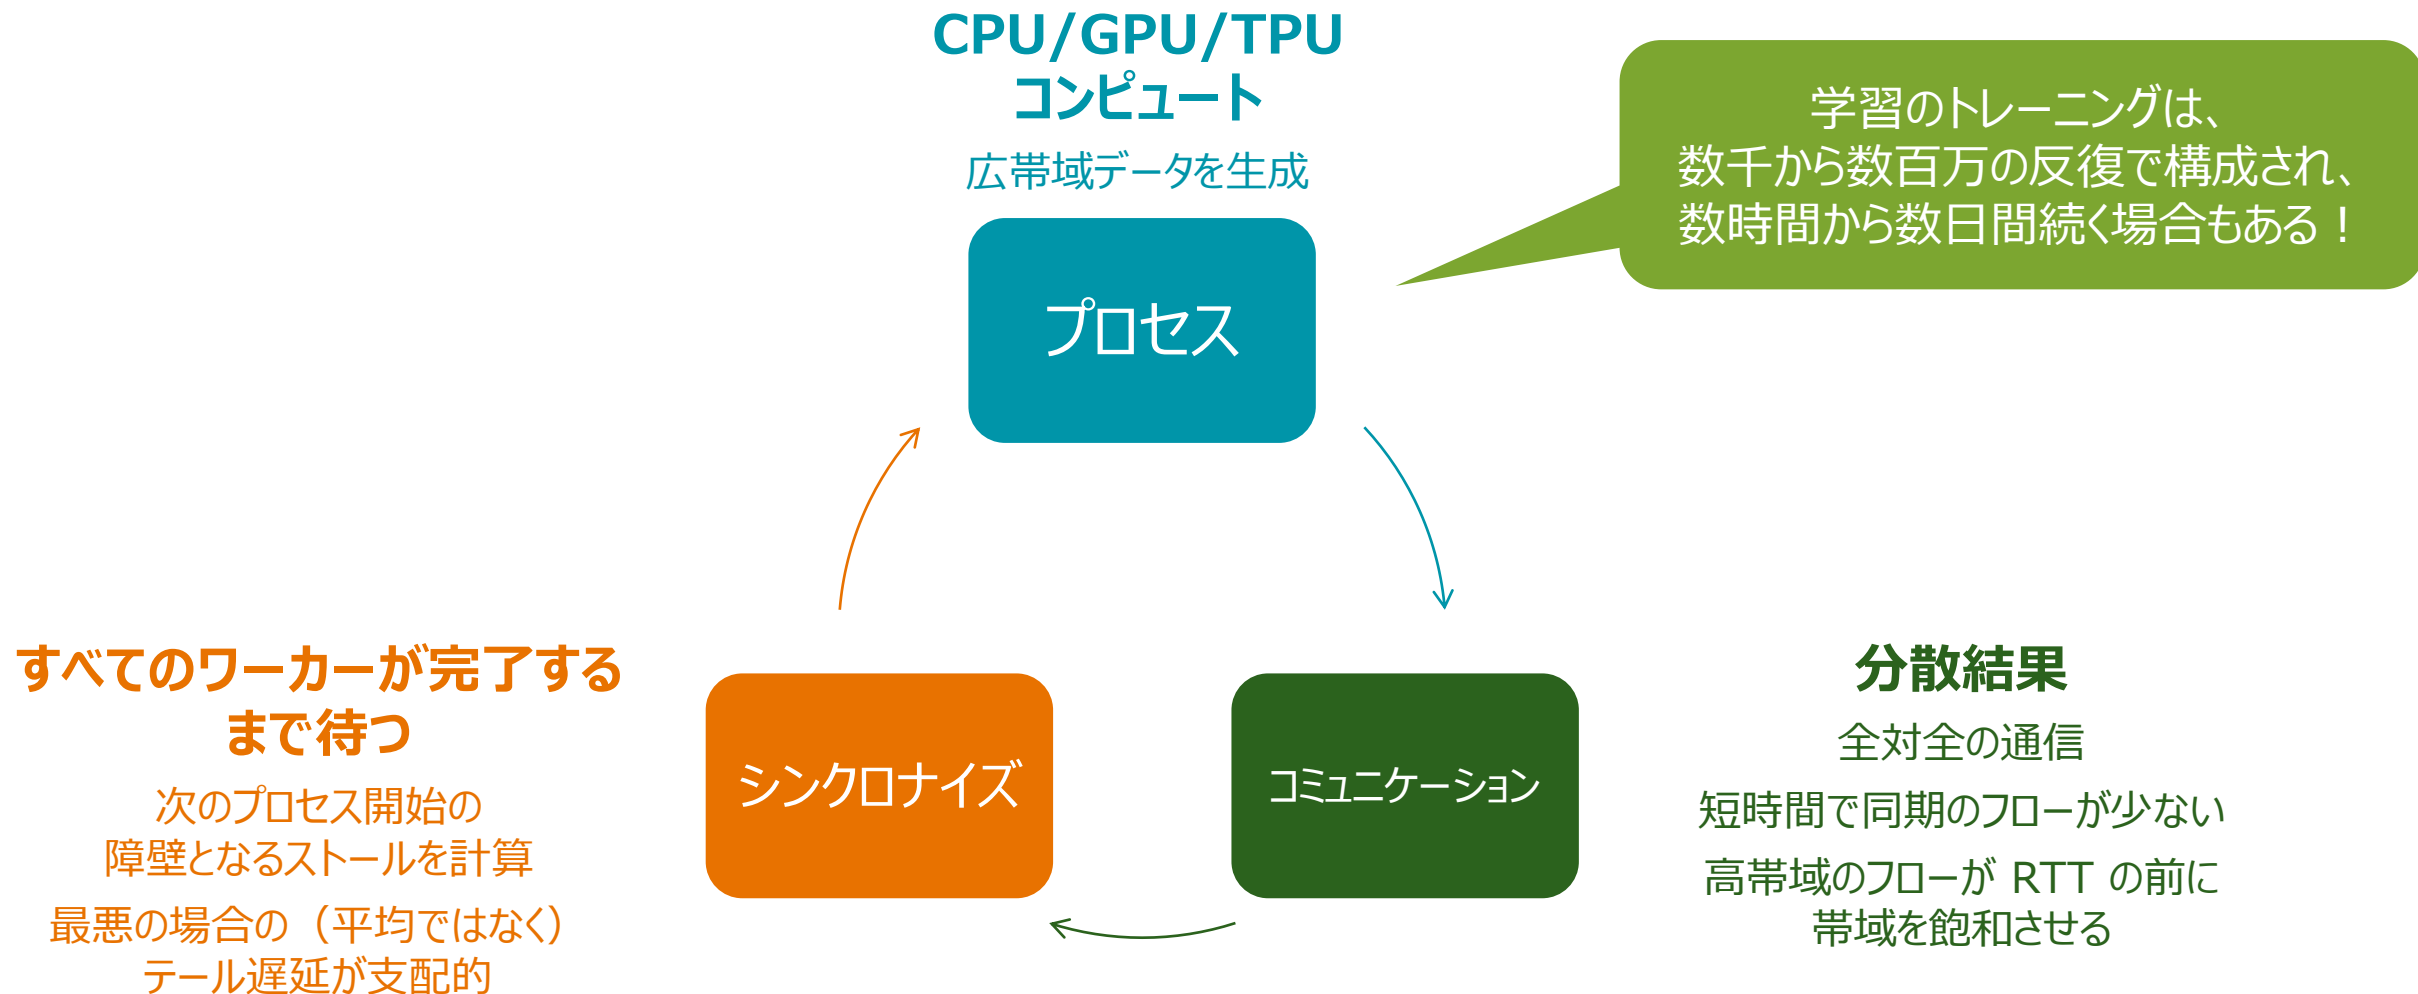 CPU/GPU/TPU
コンピュート
広帯域データを生成
学習のトレーニングは、
数千から数百万の反復で構成され、
数時間から数日間続く場合もある！
プロセス
すべてのワーカーが完了する
まで待つ
次のプロセス開始の
障壁となるストールを計算
最悪の場合の（平均ではなく）
テール遅延が支配的
シンクロナイズ
コミュニケーション
分散結果
全対全の通信
短時間で同期のフローが少ない
高帯域のフローが RTT の前に
帯域を飽和させる